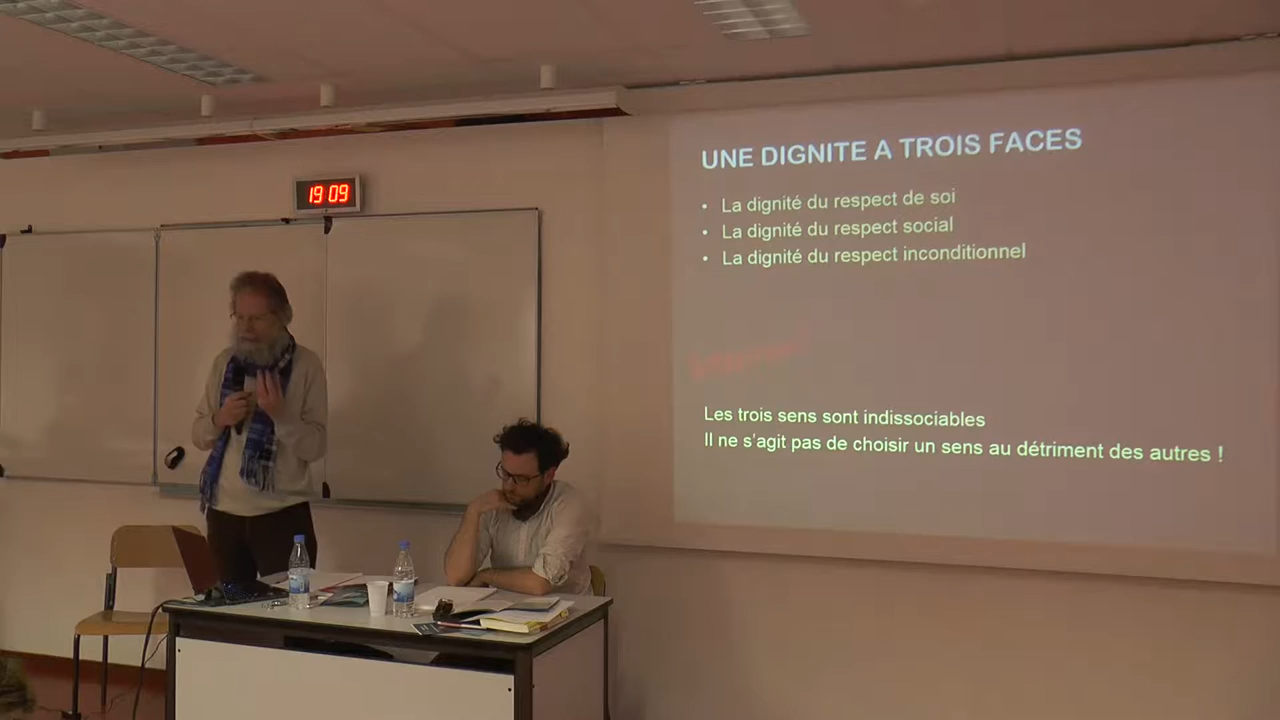 19 09
UNE DIGNITE A TROIS FACES
• La dignité du respect de soi
• La dignité du respect social
• La dignité du respect inconditionnel
Les trois sens sont indissociables
Il ne s'agit pas de choisir un sens au détriment des autres !